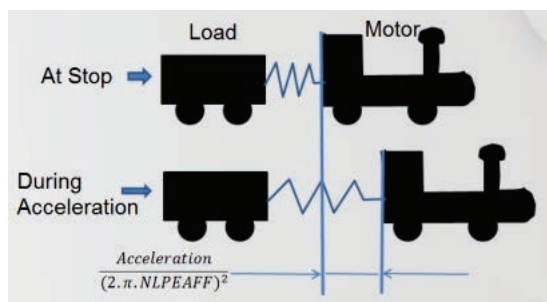 Load
Motor
At Stop
During
Acceleration
Acceleration
(2.π.NLPEAFF)²